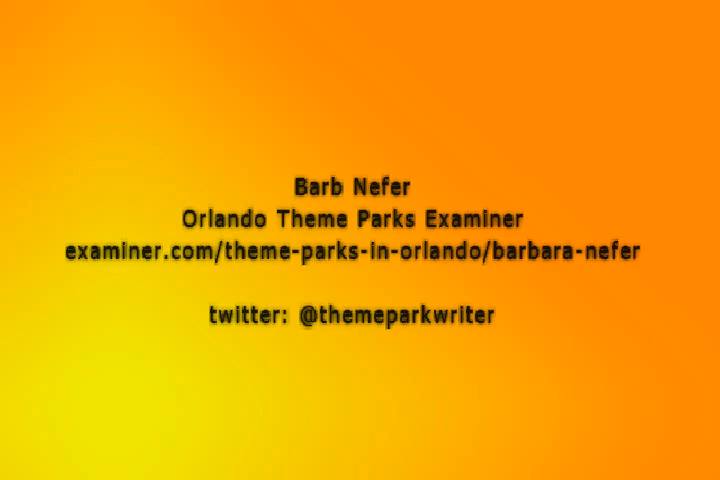 Barb Nefer
Orlando Theme Parks Examiner
examiner.com/theme-parks-in-orlando/barbara-nefer
twitter: @themeparkwriter